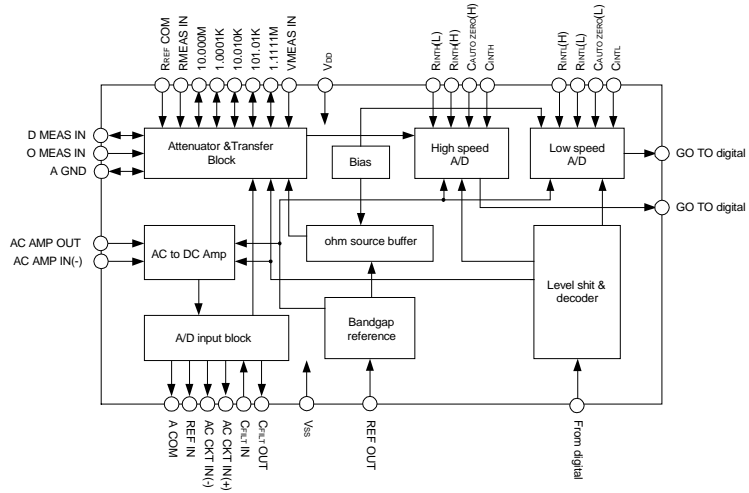 RREF COM
RMEAS IN
10.000M
1.0001K
10.010K
101.01K
1.1111M
VMEAS IN
VDD
RINTH(L)
RINTH(H)
CAUTO ZERO(H)
CINTH
RINTL(H)
RINTL(L)
CAUTO ZERO(L)
CINTL
D MEAS IN
O MEAS IN
A GND
Attenuator &Transfer
Block
Bias
High speed
A/D
Low speed
A/D
GO TO digital
GO TO digital
AC AMP OUT
AC AMP IN(-)
AC to DC Amp
ohm source buffer
Level shit &
decoder
A/D input block
Bandgap
reference
A COM
REF IN
AC CKT IN(-)
AC CKT IN(+)
CFILT IN
CFILT OUT
VSS
REF OUT
From digital